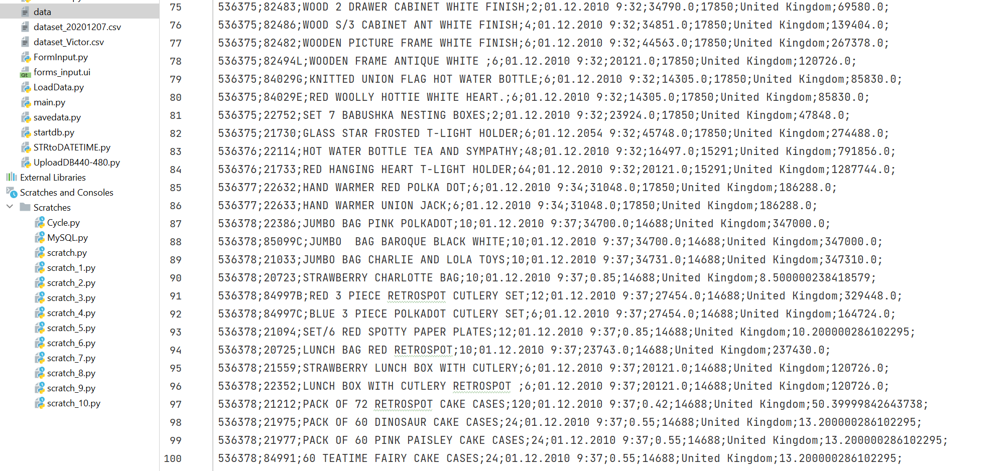 data
dataset_20201207.csv
dataset_Victor.csv
FormInput.py
forms_input.ui
LoadData.py
main.py
savedata.py
startdb.py
STRtoDATETIME.py
UploadDB440-480.py
External Libraries
Scratches and Consoles
Scratches
Cycle.py
MySQL.py
scratch.py
scratch_1.py
scratch_2.py
scratch_3.py
scratch_4.py
scratch_5.py
scratch_6.py
scratch_7.py
scratch_8.py
scratch_9.py
scratch_10.py
75 536375;82483;WOOD 2 DRAWER CABINET WHITE FINISH;2;01.12.2010 9:32;34790.0;17850;United Kingdom;69580.0;
76 536375;82486;WOOD S/3 CABINET ANT WHITE FINISH;4;01.12.2010 9:32;34851.0;17850;United Kingdom;139404.0;
77 536375;82482;WOODEN PICTURE FRAME WHITE FINISH;6;01.12.2010 9:32;44563.0;17850;United Kingdom;267378.0;
78 536375;82494L;WOODEN FRAME ANTIQUE WHITE ;6;01.12.2010 9:32;20121.0;17850;United Kingdom;120726.0;
79 536375;84029G;KNITTED UNION FLAG HOT WATER BOTTLE;6;01.12.2010 9:32;14305.0;17850;United Kingdom;85830.0;
80 536375;84029E;RED WOOLLY HOTTIE WHITE HEART.;6;01.12.2010 9:32;14305.0;17850;United Kingdom;85830.0;
81 536375;22752;SET 7 BABUSHKA NESTING BOXES;2;01.12.2010 9:32;23924.0;17850;United Kingdom;47848.0;
82 536375;21730;GLASS STAR FROSTED T-LIGHT HOLDER;6;01.12.2054 9:32;45748.0;17850;United Kingdom;274488.0;
83 536376;22114;HOT WATER BOTTLE TEA AND SYMPATHY;48;01.12.2010 9:32;16497.0;15291;United Kingdom;791856.0;
84 536376;21733;RED HANGING HEART T-LIGHT HOLDER;64;01.12.2010 9:32;20121.0;15291;United Kingdom;1287744.0;
85 536377;22632;HAND WARMER RED POLKA DOT;6;01.12.2010 9:34;31048.0;17850;United Kingdom;186288.0;
86 536377;22633;HAND WARMER UNION JACK;6;01.12.2010 9:34;31048.0;17850;United Kingdom;186288.0;
87 536378;22386;JUMBO BAG PINK POLKADOT;10;01.12.2010 9:37;34700.0;14688;United Kingdom;347000.0;
88 536378;85099C;JUMBO  BAG BAROQUE BLACK WHITE;10;01.12.2010 9:37;34700.0;14688;United Kingdom;347000.0;
89 536378;21033;JUMBO BAG CHARLIE AND LOLA TOYS;10;01.12.2010 9:37;34731.0;14688;United Kingdom;347310.0;
90 536378;20723;STRAWBERRY CHARLOTTE BAG;10;01.12.2010 9:37;0.85;14688;United Kingdom;8.500000238418579;
91 536378;84997B;RED 3 PIECE RETROSPOT CUTLERY SET;12;01.12.2010 9:37;27454.0;14688;United Kingdom;329448.0;
92 536378;84997C;BLUE 3 PIECE POLKADOT CUTLERY SET;6;01.12.2010 9:37;27454.0;14688;United Kingdom;164724.0;
93 536378;21094;SET/6 RED SPOTTY PAPER PLATES;12;01.12.2010 9:37;0.85;14688;United Kingdom;10.200000286102295;
94 536378;20725;LUNCH BAG RED RETROSPOT;10;01.12.2010 9:37;23743.0;14688;United Kingdom;237430.0;
95 536378;21559;STRAWBERRY LUNCH BOX WITH CUTLERY;6;01.12.2010 9:37;20121.0;14688;United Kingdom;120726.0;
96 536378;22352;LUNCH BOX WITH CUTLERY RETROSPOT ;6;01.12.2010 9:37;20121.0;14688;United Kingdom;120726.0;
97 536378;21212;PACK OF 72 RETROSPOT CAKE CASES;120;01.12.2010 9:37;0.42;14688;United Kingdom;50.39999842643738;
98 536378;21975;PACK OF 60 DINOSAUR CAKE CASES;24;01.12.2010 9:37;0.55;14688;United Kingdom;13.200000286102295;
99 536378;21977;PACK OF 60 PINK PAISLEY CAKE CASES;24;01.12.2010 9:37;0.55;14688;United Kingdom;13.200000286102295;
100 536378;84991;60 TEATIME FAIRY CAKE CASES;24;01.12.2010 9:37;0.55;14688;United Kingdom;13.200000286102295;